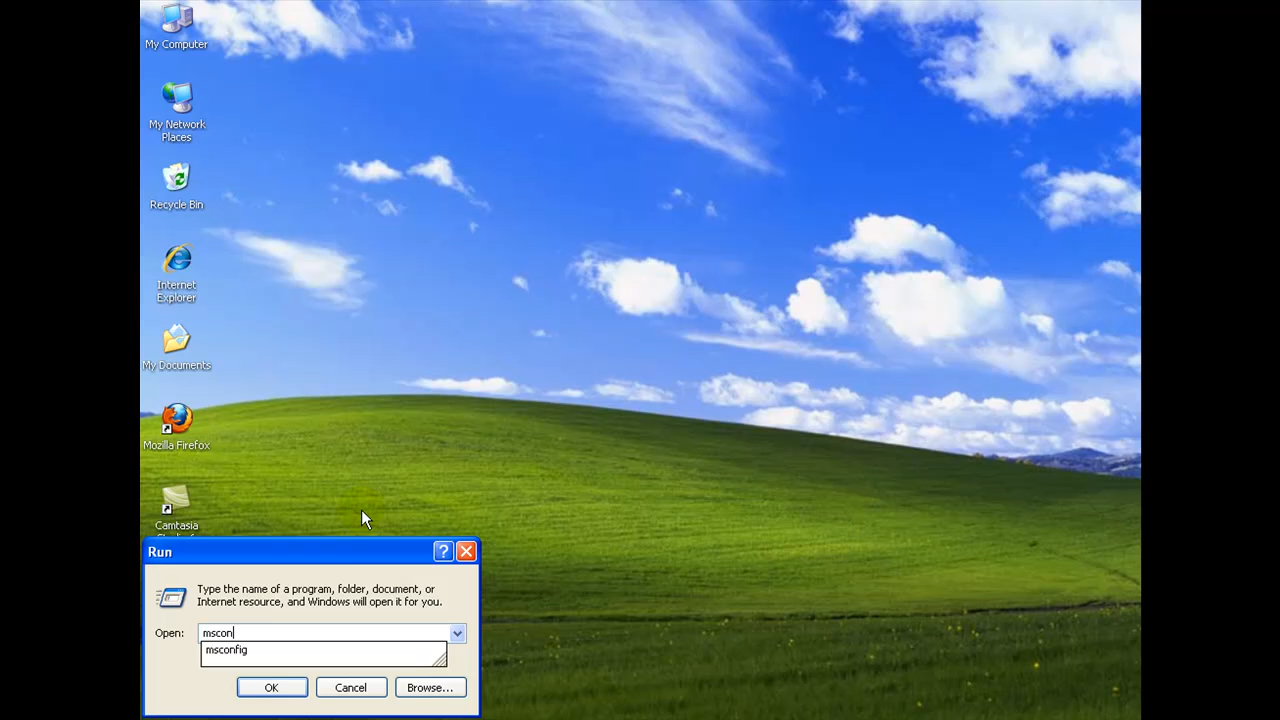 My Computer
My Network
Places
Recycle Bin
Internet
Explorer
My Documents
Mozilla Firefox
Camtasia
Run
Type the name of a program, folder, document, or
Internet resource, and Windows will open it for you.
Open: mscon
msconfig
OK Cancel Browse...